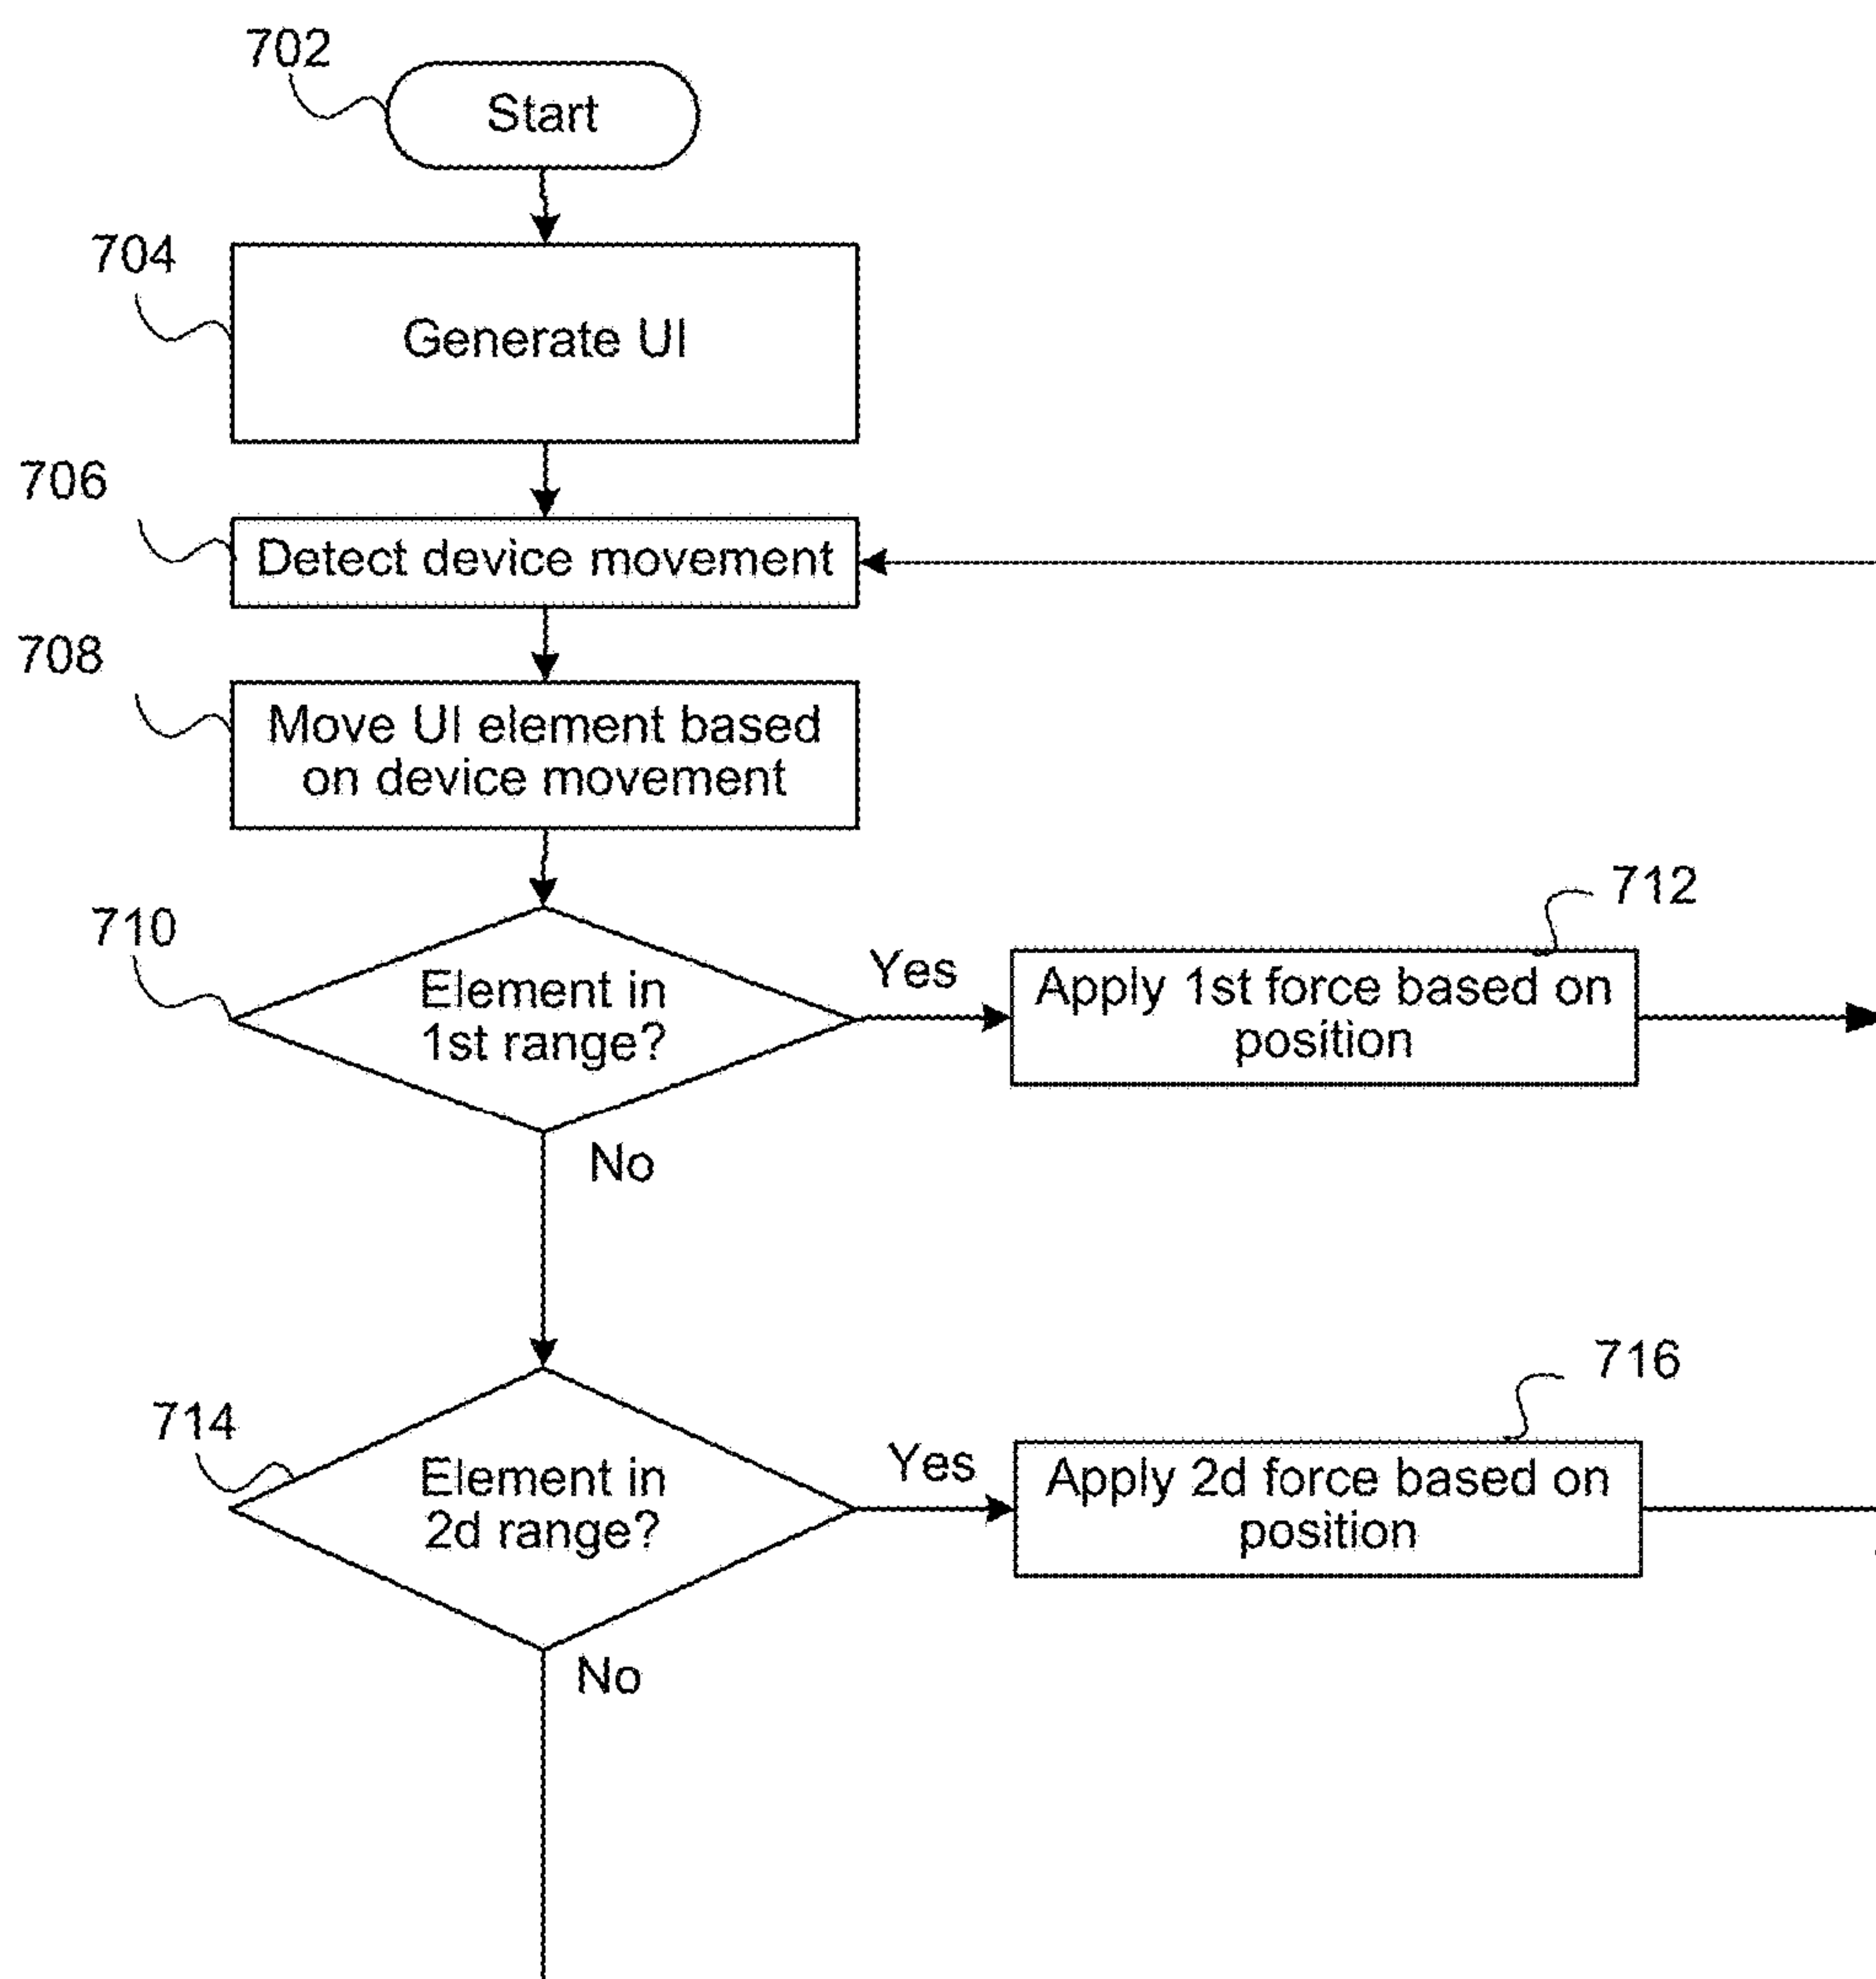 702
Start
704
Generate UI
706
Detect device movement
708
Move UI element based
on device movement
710
Element in
1st range?
Yes
712
Apply 1st force based on
position
No
714
Element in
2d range?
Yes
716
Apply 2d force based on
position
No